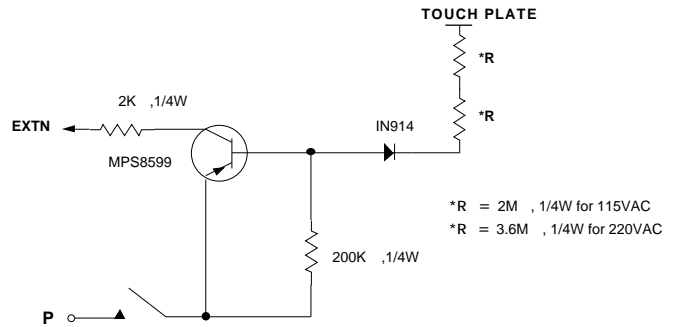 TOUCH PLATE
*R
2K ,1/4W
*R
EXTN
IN914
MPS8599
*R = 2M , 1/4W for 115VAC
*R = 3.6M , 1/4W for 220VAC
200K ,1/4W
P